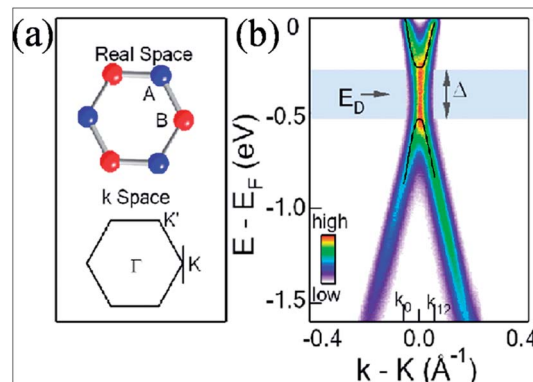 (a)
Real Space
A
B
k Space
K'
Γ
K
(b)
E - E_F (eV)
0
-0.5
-1.0
-1.5
E_D
Δ
high
low
k_0
k_12
-0.4
0.0
0.4
k - K (Å⁻¹)